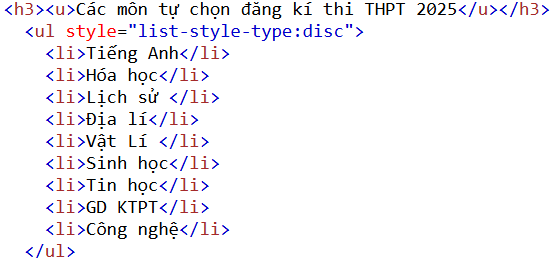 <h3><u>Các môn tự chọn đăng kí thi THPT 2025</u></h3>
<ul style="list-style-type:disc">
<li>Tiếng Anh</li>
<li>Hóa học</li>
<li>Lịch sử </li>
<li>Địa lí</li>
<li>Vật Lí </li>
<li>Sinh học</li>
<li>Tin học</li>
<li>GD KTPT</li>
<li>Công nghệ</li>
</ul>